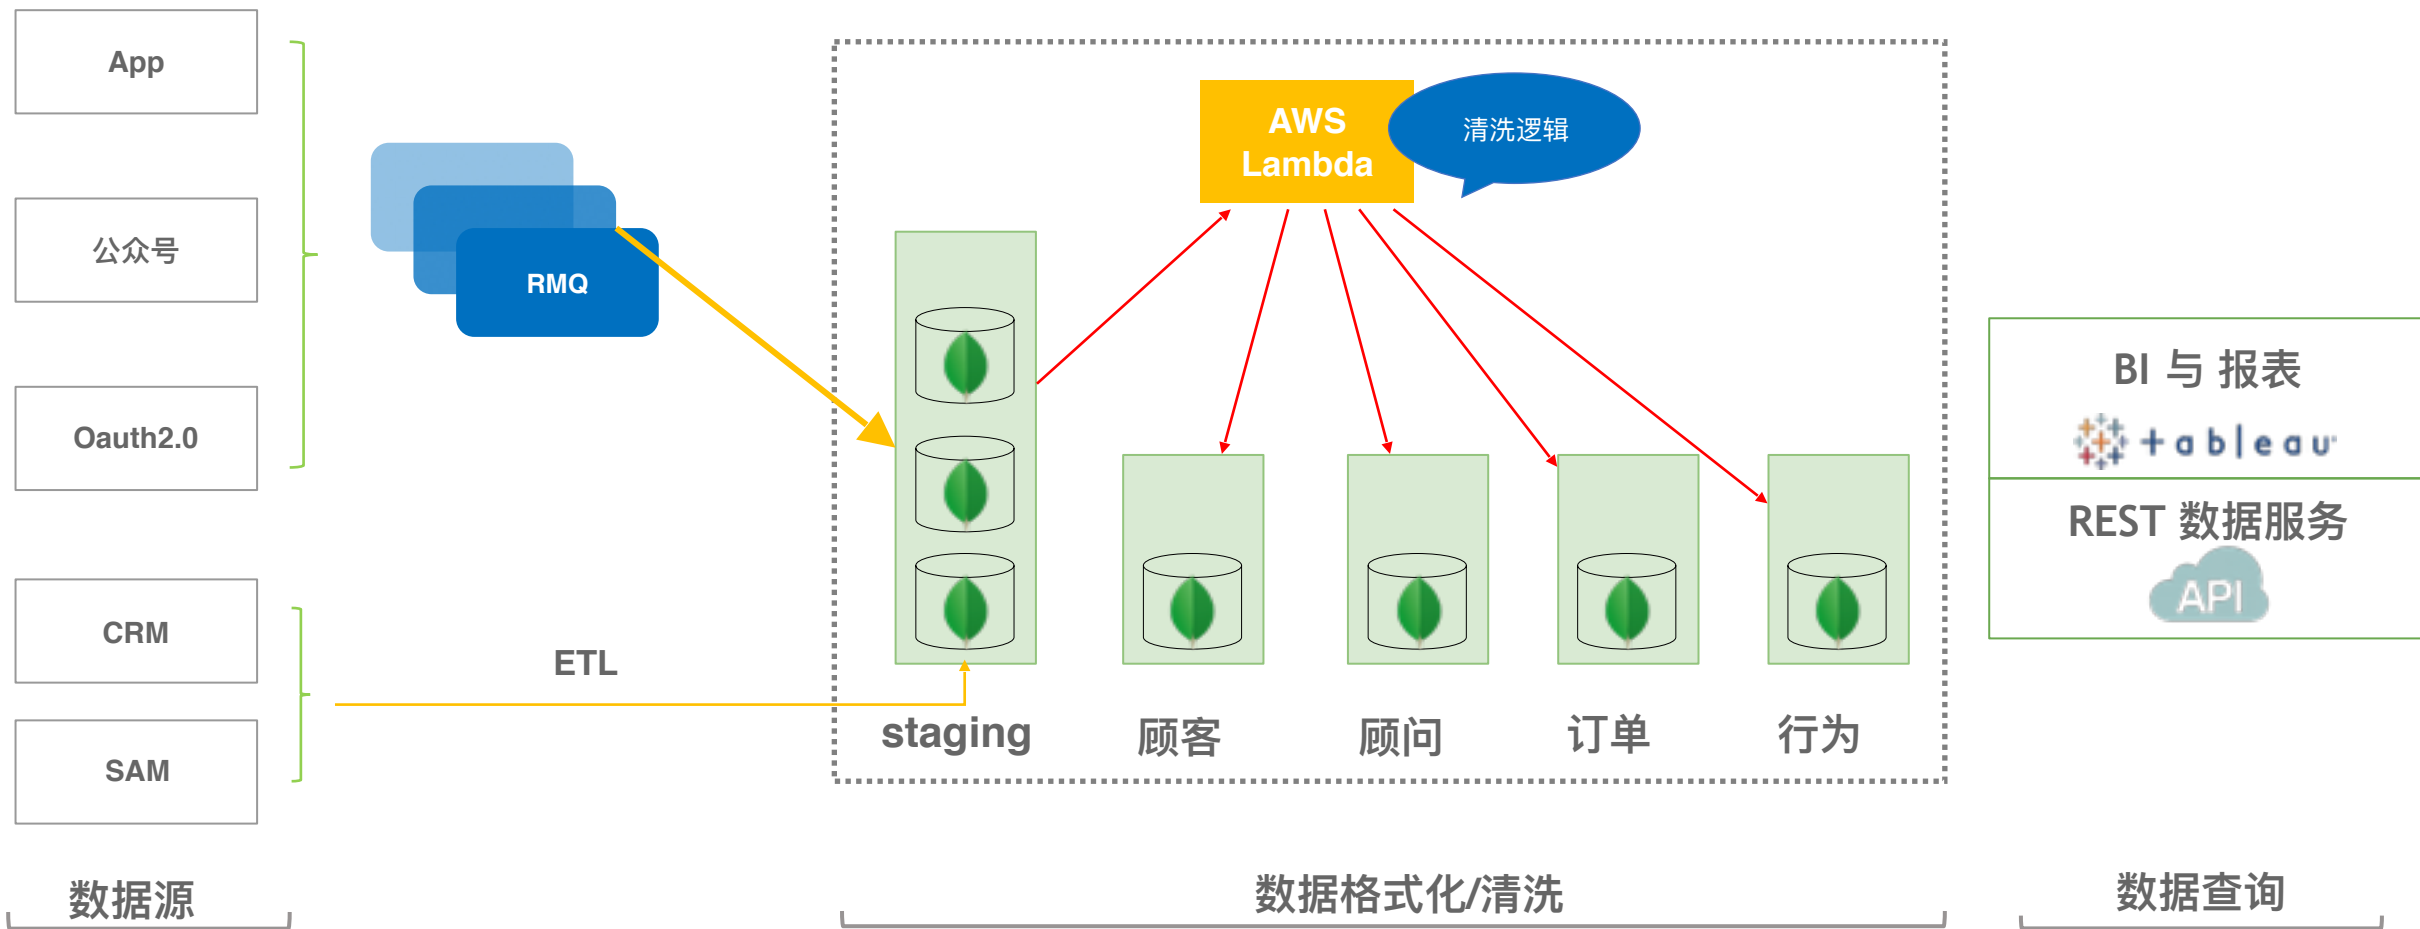 App
公众号
Oauth2.0
CRM
SAM
数据源
RMQ
ETL
AWS
Lambda
清洗逻辑
staging
顾客
顾问
订单
行为
数据格式化/清洗
BI 与 报表
+ a b | e a u
REST 数据服务
API
数据查询